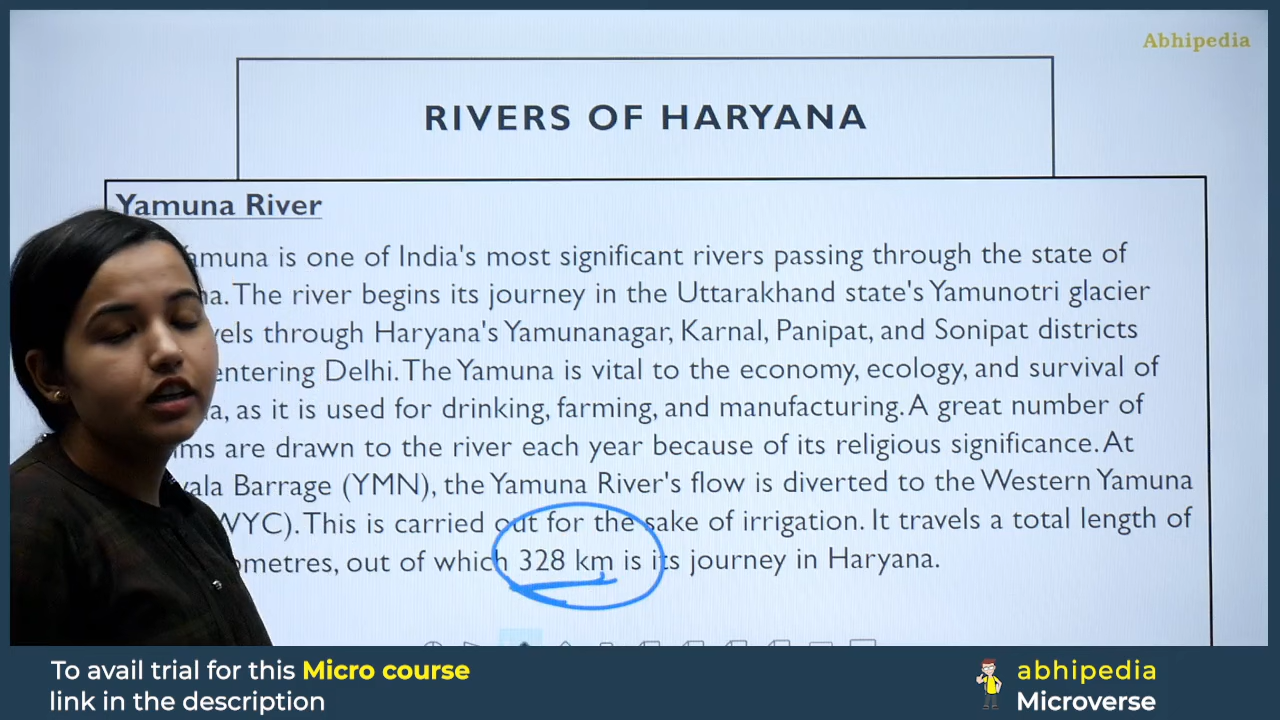 Abhipedia
RIVERS OF HARYANA
Yamuna River
is one of India's most significant rivers passing through the state of
The river begins its journey in the Uttarakhand state's Yamunotri glacier
through Haryana's Yamunanagar, Karnal, Panipat, and Sonipat districts
entering Delhi. The Yamuna is vital to the economy, ecology, and survival of
as it is used for drinking, farming, and manufacturing. A great number of
are drawn to the river each year because of its religious significance. At
Barrage (YMN), the Yamuna River's flow is diverted to the Western Yamuna
This is carried out for the sake of irrigation. It travels a total length of
out of which 328 km is its journey in Haryana.
To avail trial for this Micro course
link in the description
abhipedia
Microverse